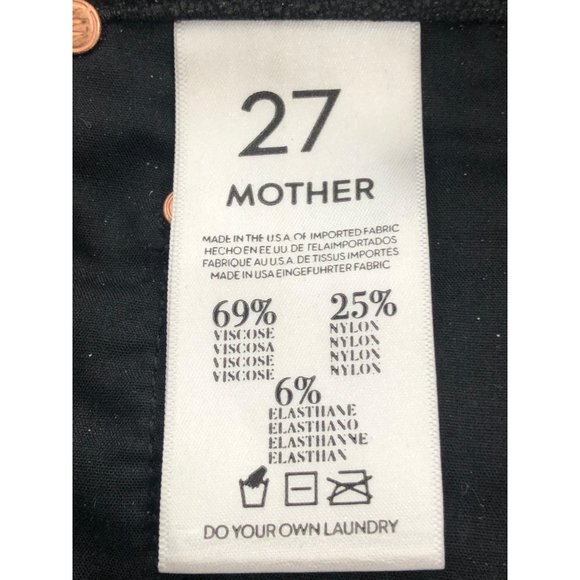 27
MOTHER
MADE IN THE U.S.A. OF IMPORTED FABRIC
HECHO EN EE UU. DE TELAIMPORTADOS
FABRIQUE AU U.S.A. DE TISSUS IMPORTES
MADE IN USA EINGEFUHRTER FABRIC
69% 25%
VISCOSE NYLON
VISCOSA NYLON
VISCOSE NYLON
VISCOSE NYLON
6%
ELASTHANE
ELASTHANO
ELASTHANNE
ELASTHAN
DO YOUR OWN LAUNDRY